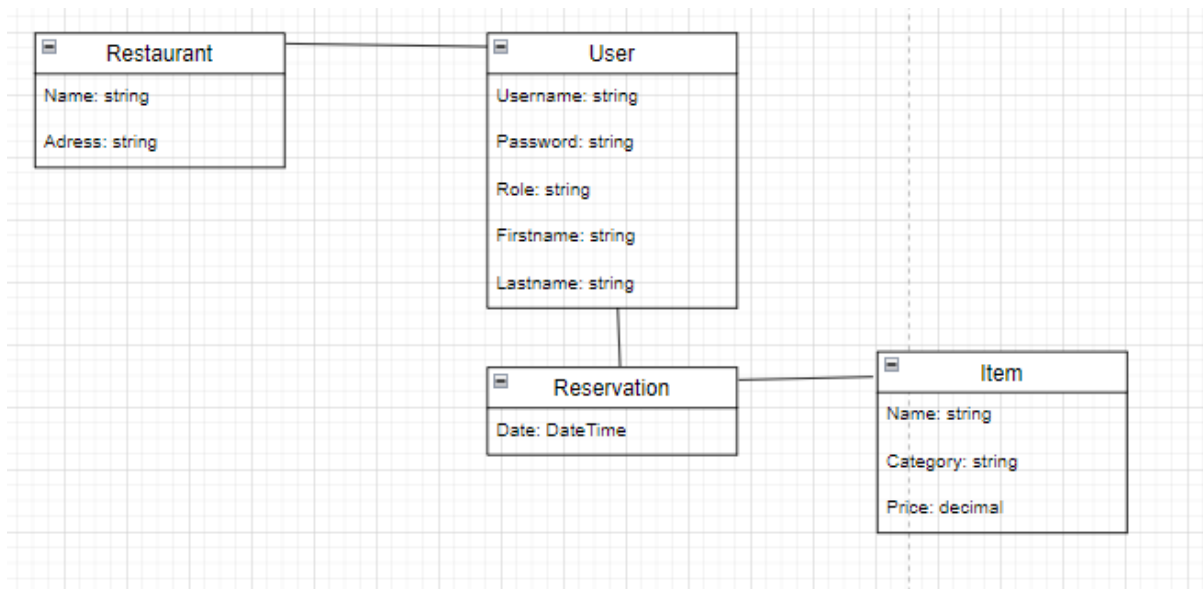 Restaurant
Name: string
Adress: string
User
Username: string
Password: string
Role: string
Firstname: string
Lastname: string
Reservation
Date: DateTime
Item
Name: string
Category: string
Price: decimal